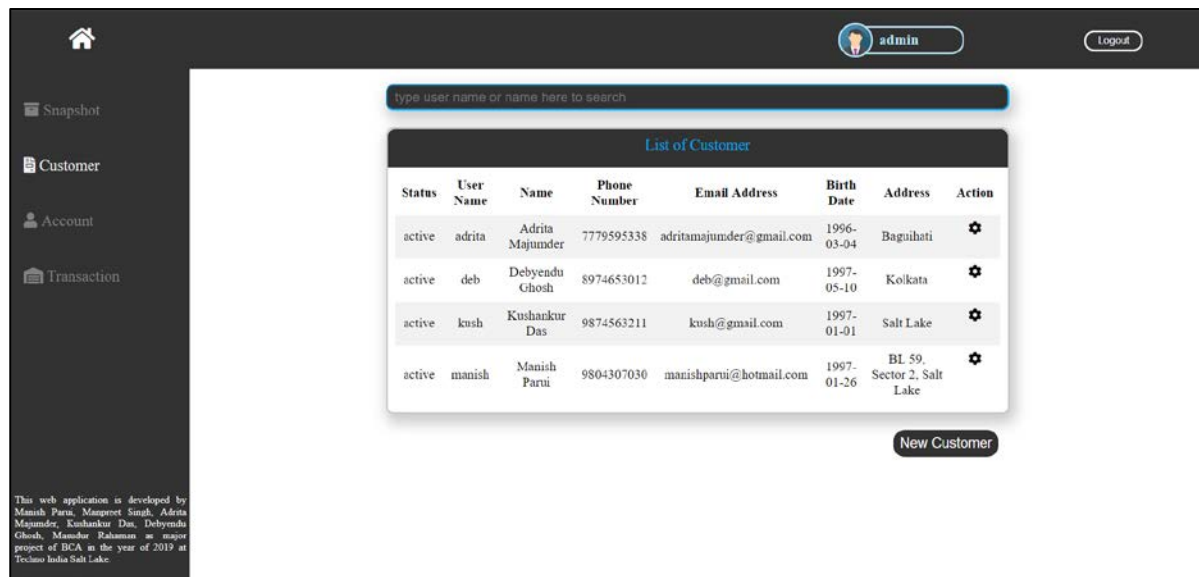 admin
Logout
Snapshot
Customer
Account
Transaction
This web application is developed by
Manish Parui, Manpreet Singh, Adrita
Majumder, Kushankur Das, Debyendu
Ghosh, Masudur Rahaman as major
project of BCA in the year of 2019 at
Techno India Salt Lake.
type user name or name here to search
List of Customer
Status User Name Name Phone Number Email Address Birth Date Address Action
active adrita Adrita Majumder 7779595338 adritamajumder@gmail.com 1996-03-04 Baguihati
active deb Debyendu Ghosh 8974653012 deb@gmail.com 1997-05-10 Kolkata
active kush Kushankur Das 9874563211 kush@gmail.com 1997-01-01 Salt Lake
active manish Manish Parui 9804307030 manishparui@hotmail.com 1997-01-26 BL 59, Sector 2, Salt Lake
New Customer